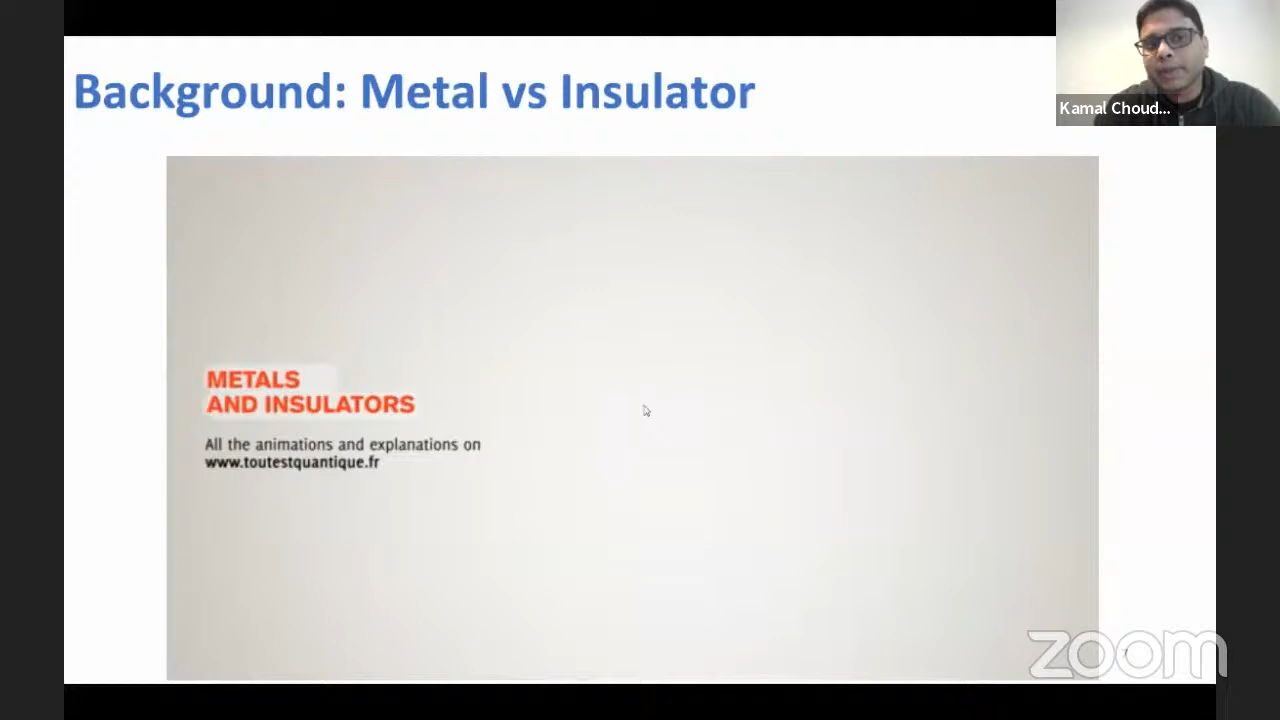 Background: Metal vs Insulator
Kamal Choud...
METALS
AND INSULATORS
All the animations and explanations on
www.toutestquantique.fr
7
zoom